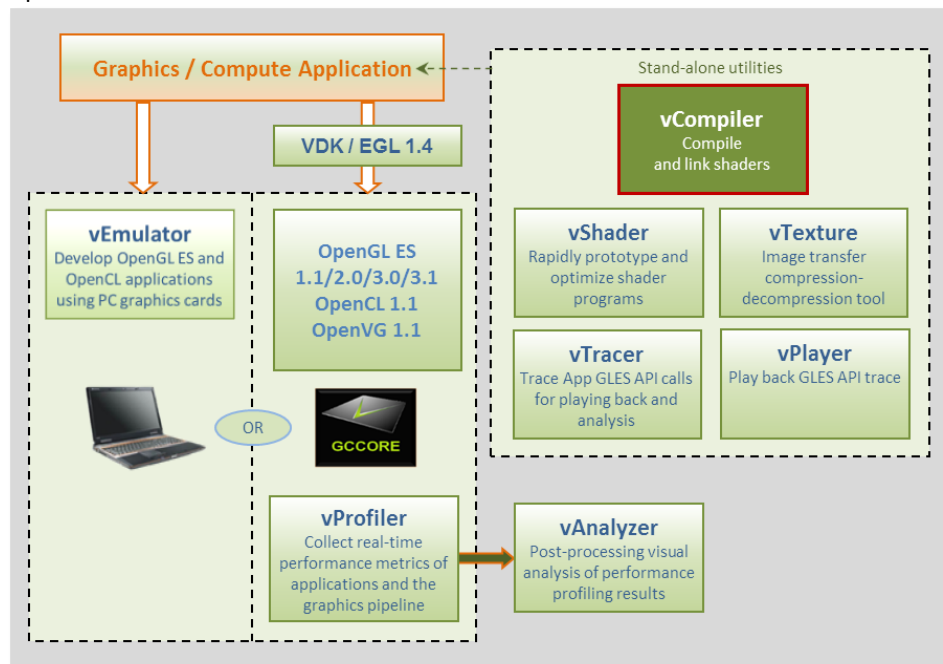 Graphics / Compute Application
Stand-alone utilities
vCompiler
Compile
and link shaders
VDK / EGL 1.4
vEmulator
Develop OpenGL ES and
OpenCL applications
using PC graphics cards
OpenGL ES
1.1/2.0/3.0/3.1
OpenCL 1.1
OpenVG 1.1
vShader
Rapidly prototype and
optimize shader
programs
vTexture
Image transfer
compression-
decompression tool
vTracer
Trace App GLES API calls
for playing back and
analysis
vPlayer
Play back GLES API trace
OR
GCCORE
vProfiler
Collect real-time
performance metrics of
applications and the
graphics pipeline
vAnalyzer
Post-processing visual
analysis of performance
profiling results